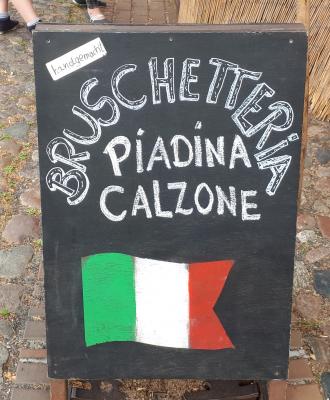 handgemacht
BRUSCHETTERiA
PiADiNA
CALZONE